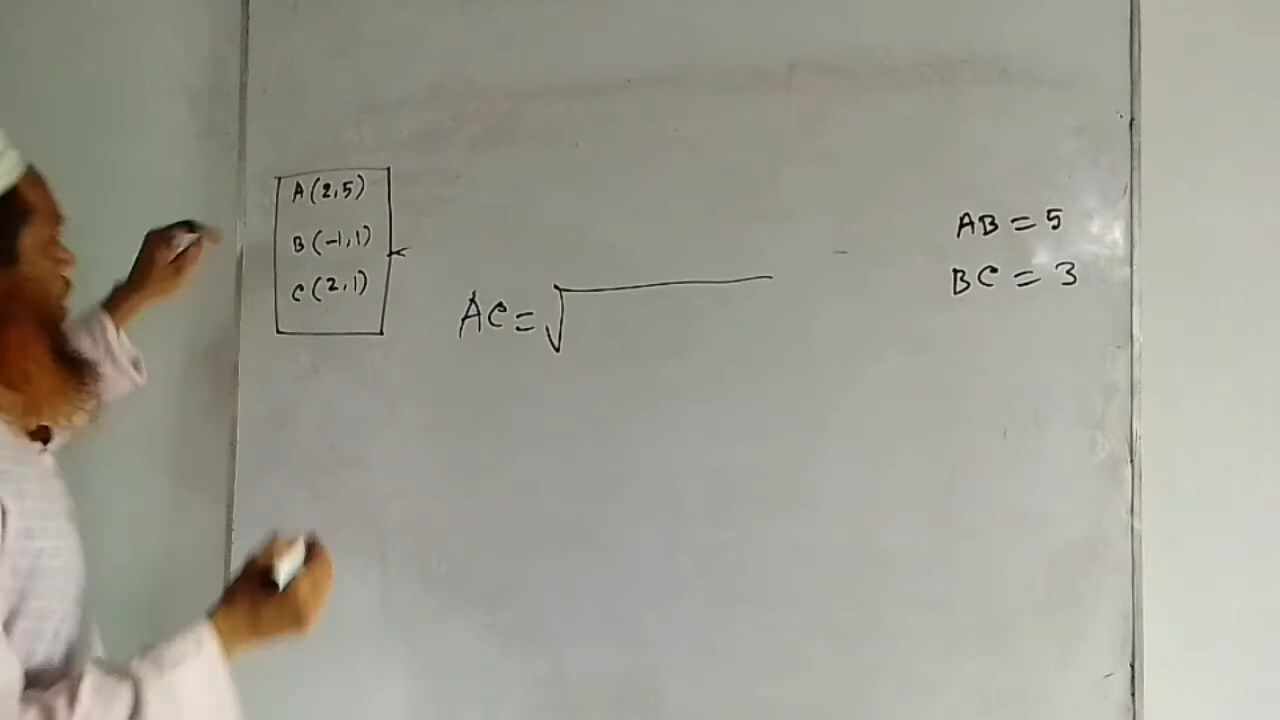 A(2,5)
B(-1,1)
C(2,1)
AC=√
AB=5
BC=3